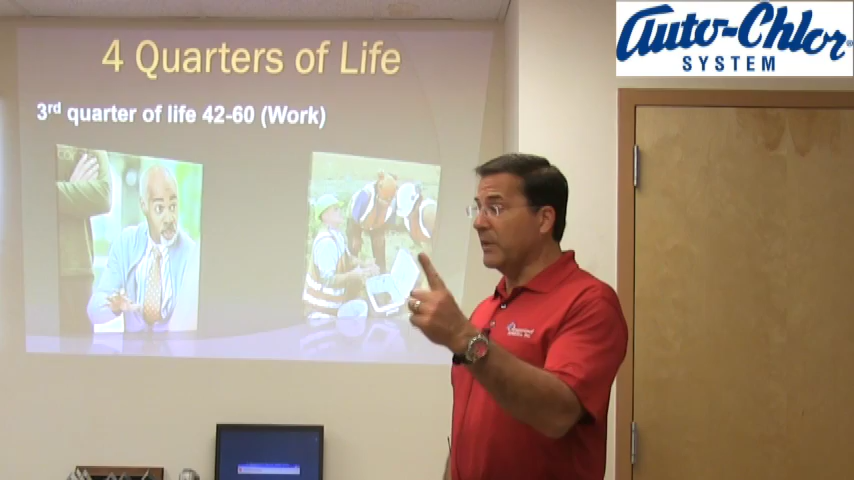 4 Quarters of Life
3rd quarter of life 42-60 (Work)
Auto-Chlor®
SYSTEM